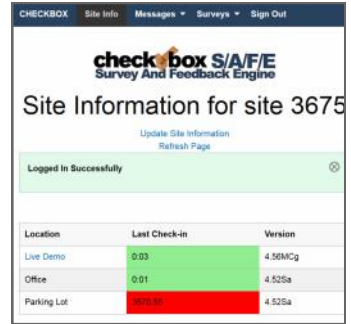 CHECKBOX Site Info Messages Surveys Sign Out
checkbox S/A/F/E
Survey And Feedback Engine
Site Information for site 3675
Update Site Information
Refresh Page
Logged In Successfully
Location Last Check-in Version
Live Demo 0:03 4.56MCg
Office 0:01 4.52Sa
Parking Lot 4.52Sa